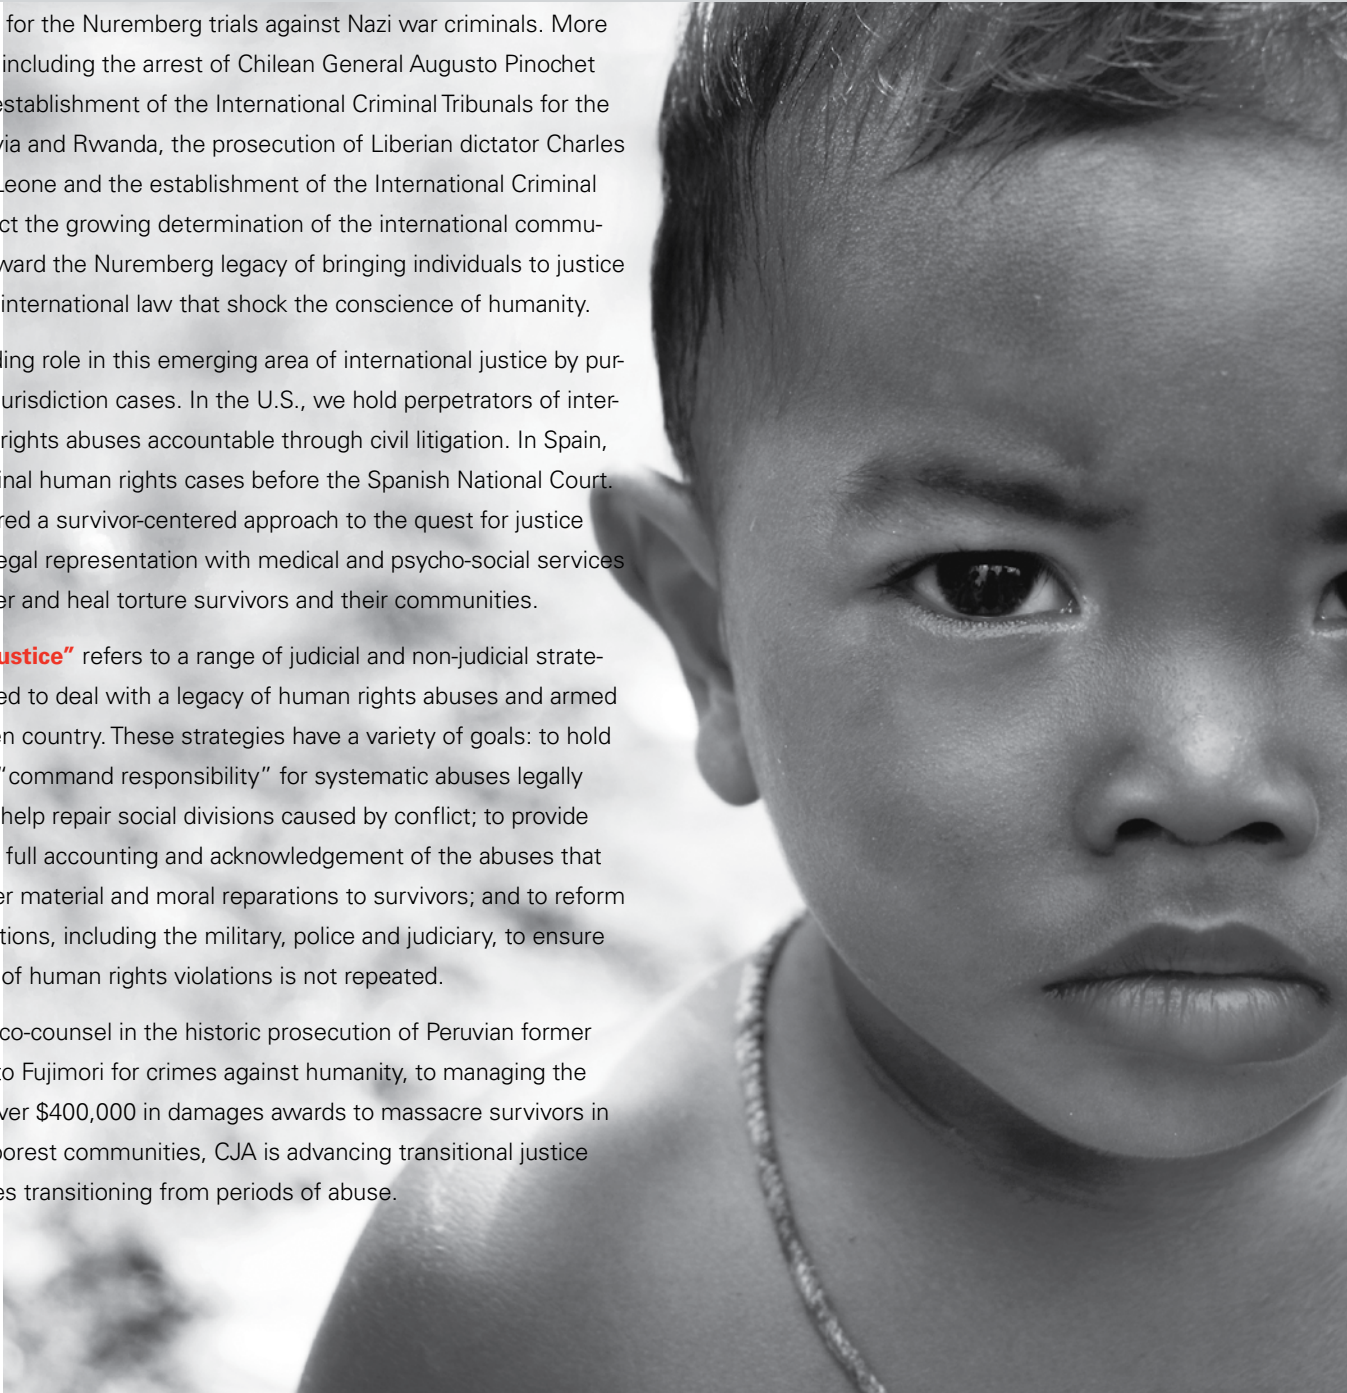 for the Nuremberg trials against Nazi war criminals. More
including the arrest of Chilean General Augusto Pinochet
establishment of the International Criminal Tribunals for the
via and Rwanda, the prosecution of Liberian dictator Charles
Leone and the establishment of the International Criminal
ct the growing determination of the international commu-
ward the Nuremberg legacy of bringing individuals to justice
international law that shock the conscience of humanity.
ding role in this emerging area of international justice by pur-
urisdiction cases. In the U.S., we hold perpetrators of inter-
rights abuses accountable through civil litigation. In Spain,
inal human rights cases before the Spanish National Court.
red a survivor-centered approach to the quest for justice
egal representation with medical and psycho-social services
er and heal torture survivors and their communities.
ustice” refers to a range of judicial and non-judicial strate-
ed to deal with a legacy of human rights abuses and armed
en country. These strategies have a variety of goals: to hold
“command responsibility” for systematic abuses legally
help repair social divisions caused by conflict; to provide
full accounting and acknowledgement of the abuses that
er material and moral reparations to survivors; and to reform
tions, including the military, police and judiciary, to ensure
of human rights violations is not repeated.
co-counsel in the historic prosecution of Peruvian former
to Fujimori for crimes against humanity, to managing the
ver $400,000 in damages awards to massacre survivors in
oorest communities, CJA is advancing transitional justice
es transitioning from periods of abuse.